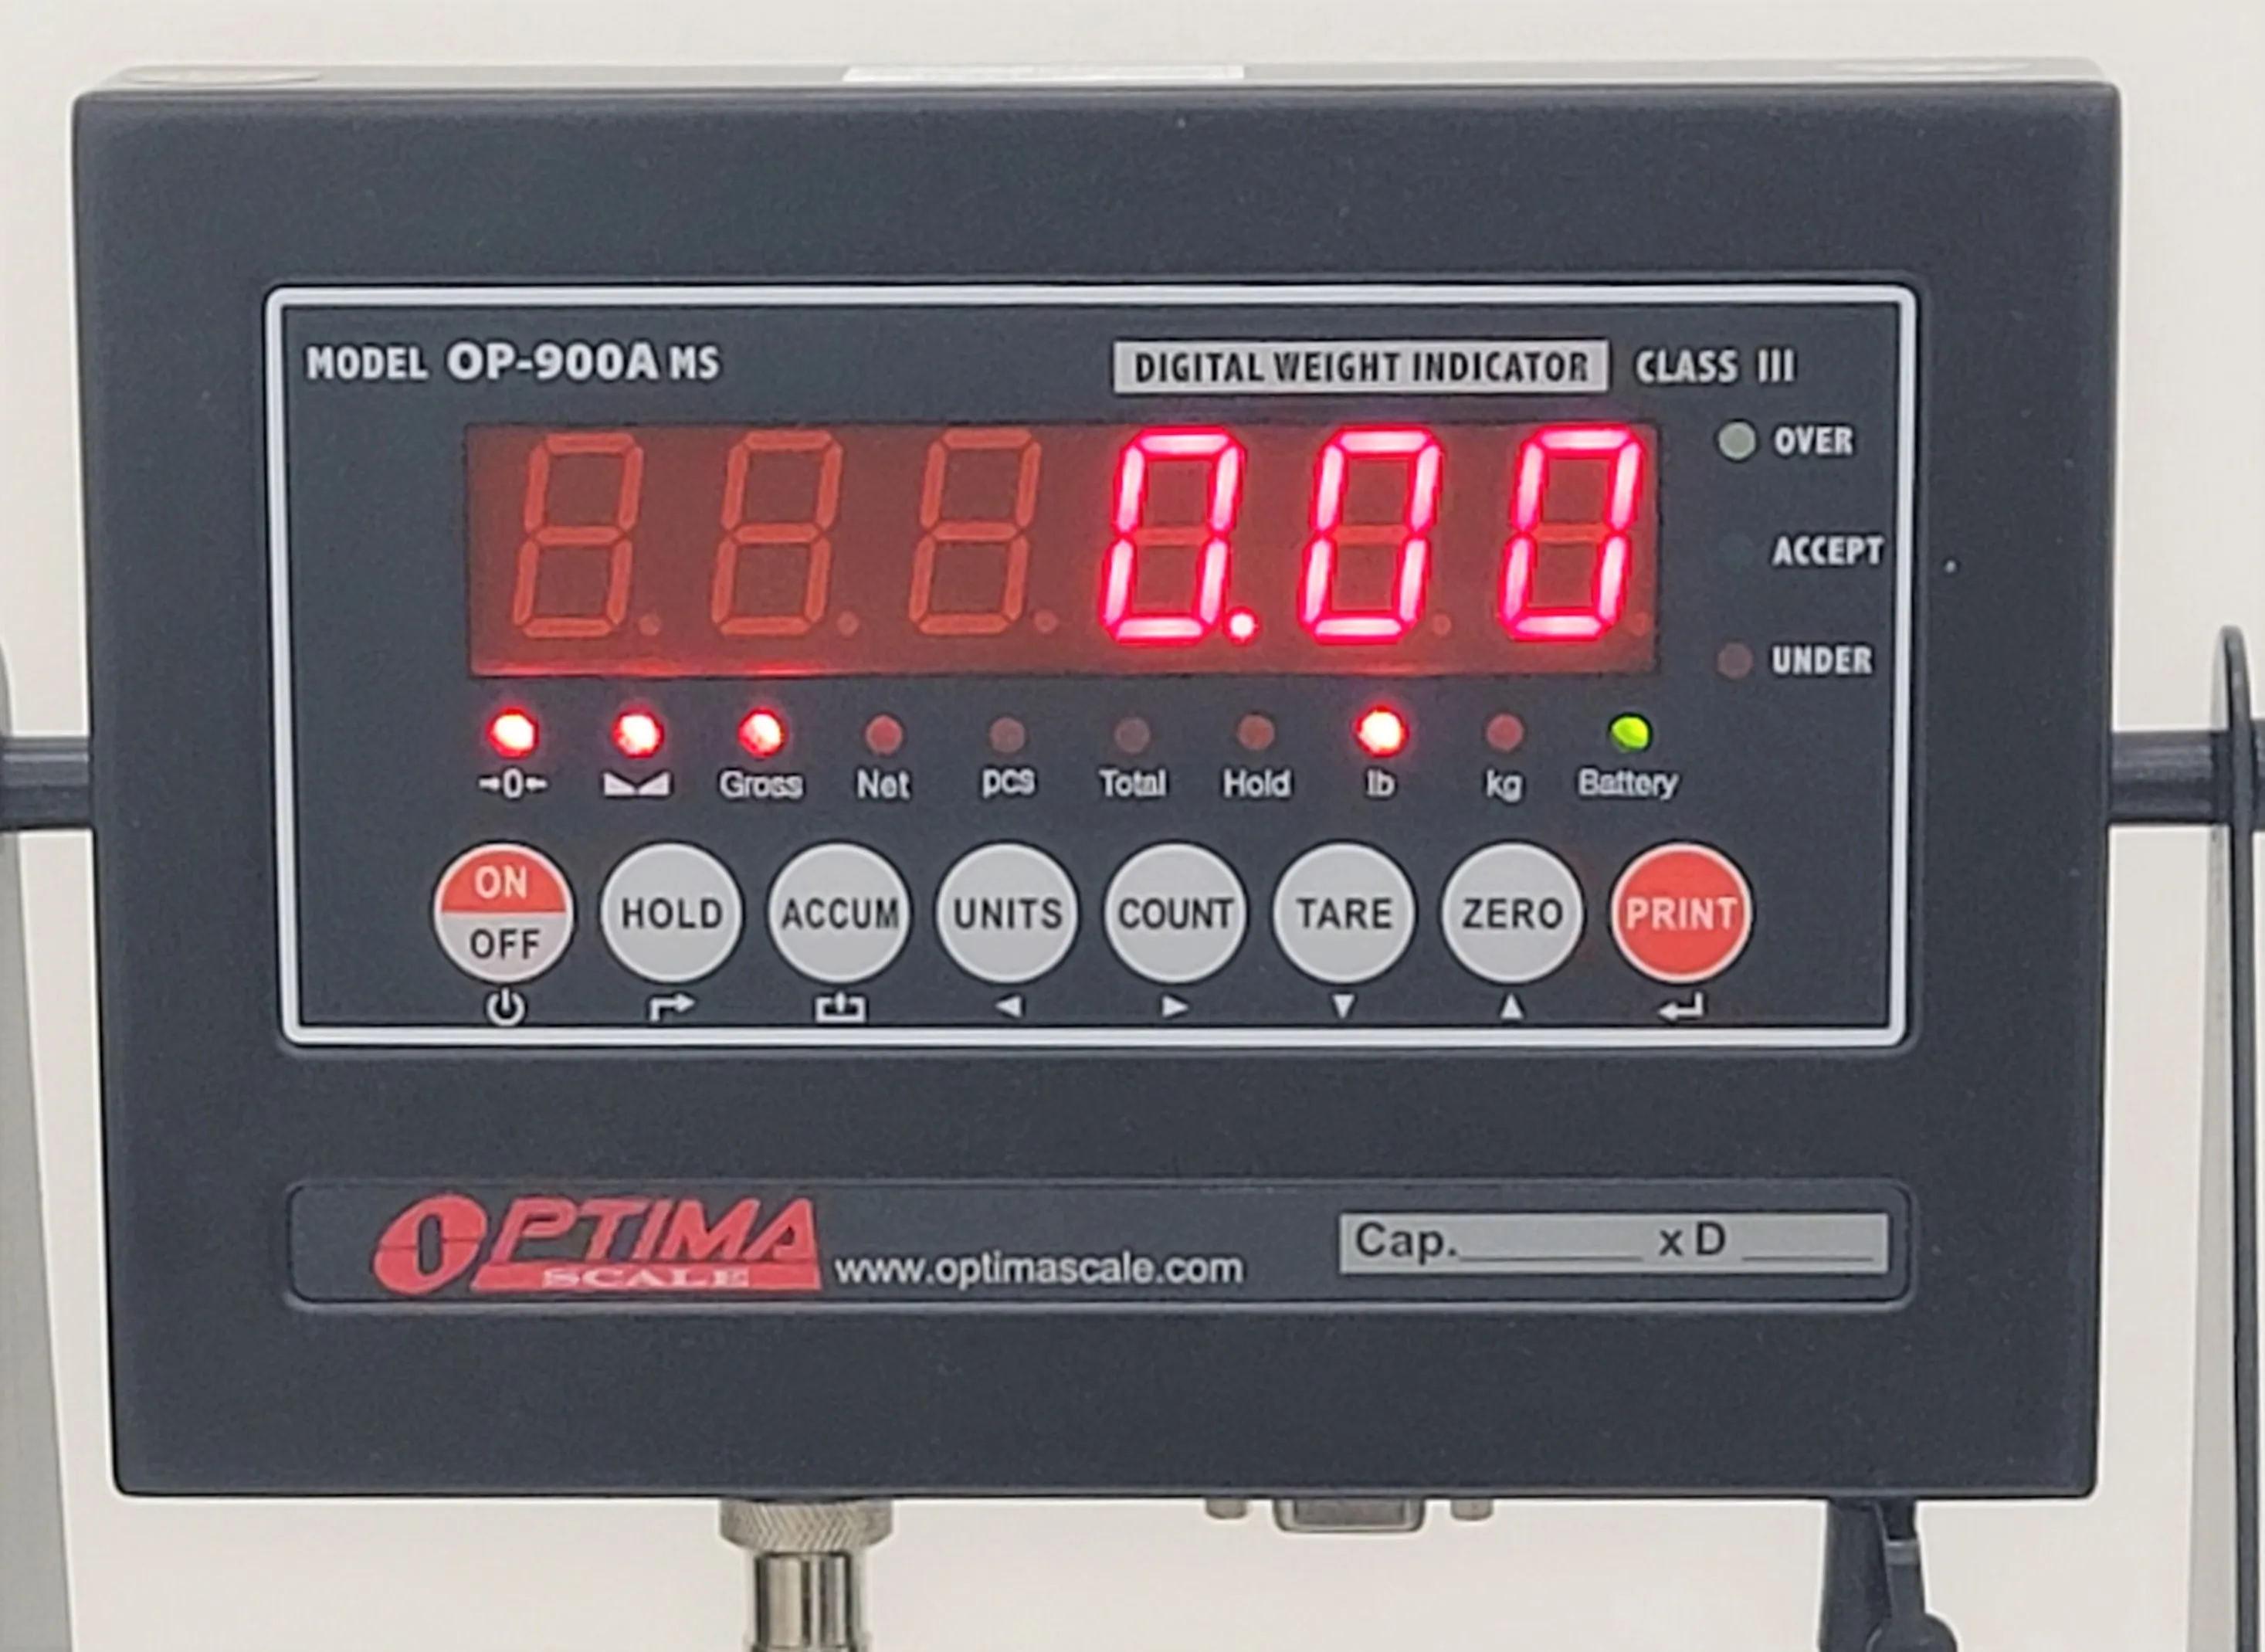 MODEL OP-900A MS DIGITAL WEIGHT INDICATOR CLASS III
0.00
OVER
ACCEPT
UNDER
→0← Gross Net pcs Total Hold lb kg Battery
ON
OFF HOLD ACCUM UNITS COUNT TARE ZERO PRINT
OPTIMA
SCALE www.optimascale.com
Cap.______ x D ______